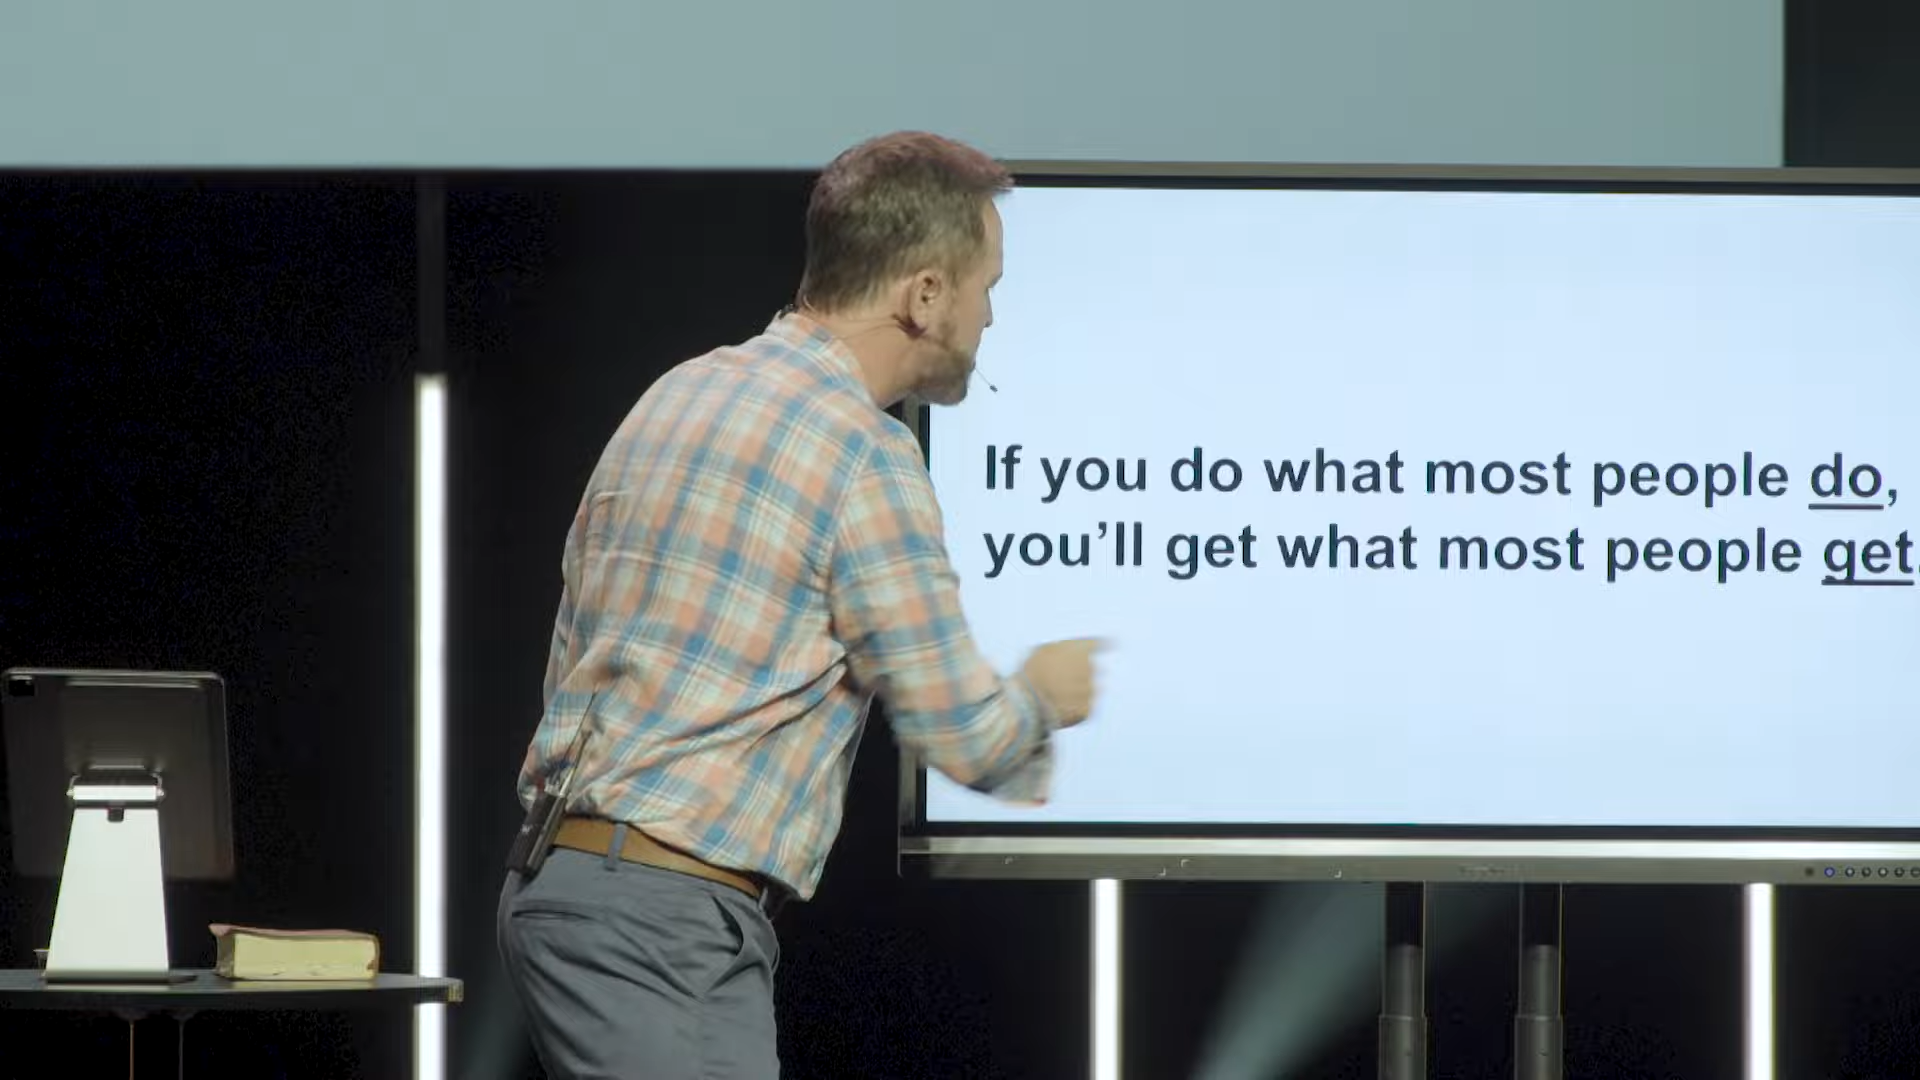 If you do what most people do,
you’ll get what most people get.